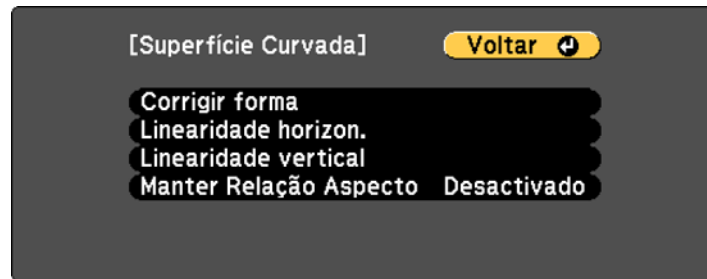 [Superfície Curvada] Voltar
Corrigir forma
Linearidade horizon.
Linearidade vertical
Manter Relação Aspecto Desactivado